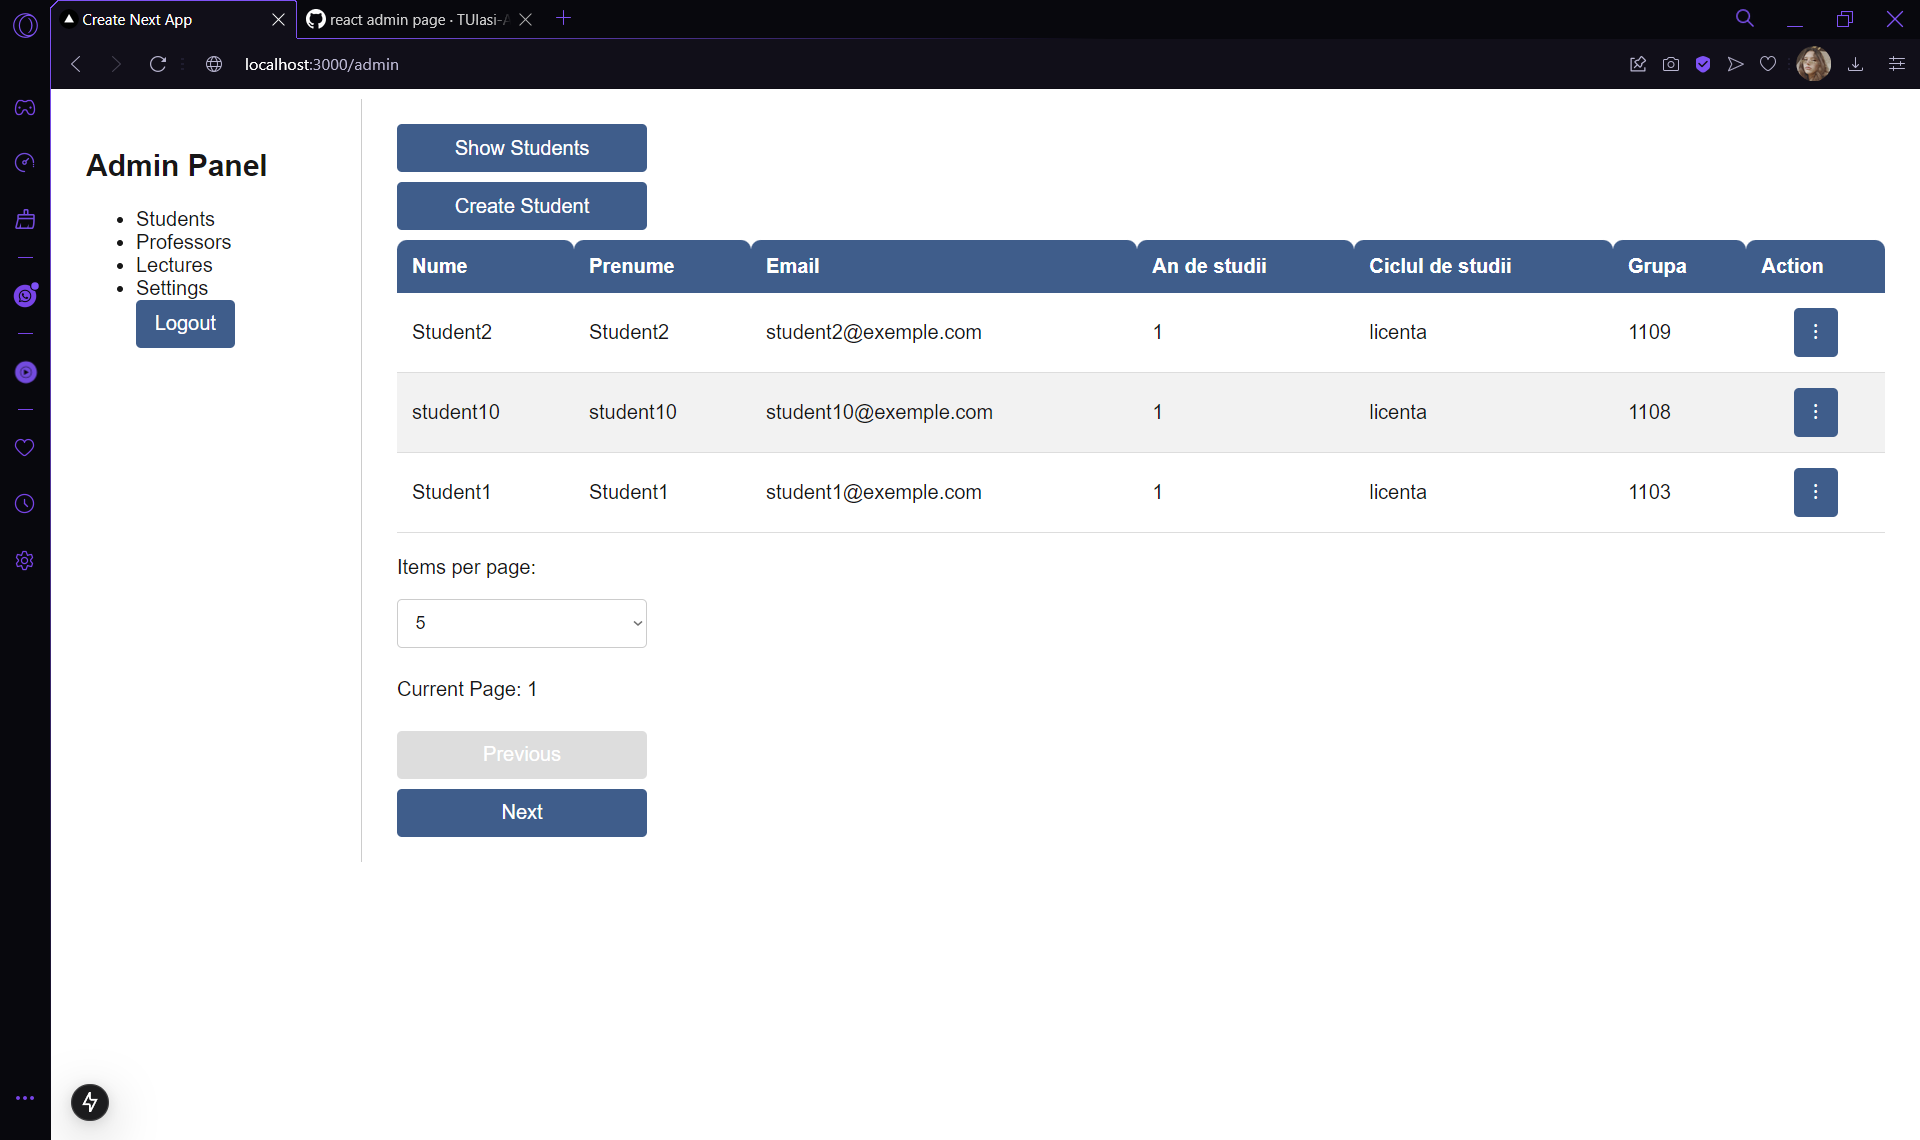 Create Next App
react admin page · TUIasi-A
localhost:3000/admin
Admin Panel
Students
Professors
Lectures
Settings
Logout
Show Students
Create Student
Nume Prenume Email An de studii Ciclul de studii Grupa Action
Student2 Student2 student2@exemple.com 1 licenta 1109
student10 student10 student10@exemple.com 1 licenta 1108
Student1 Student1 student1@exemple.com 1 licenta 1103
Items per page:
5
Current Page: 1
Previous
Next